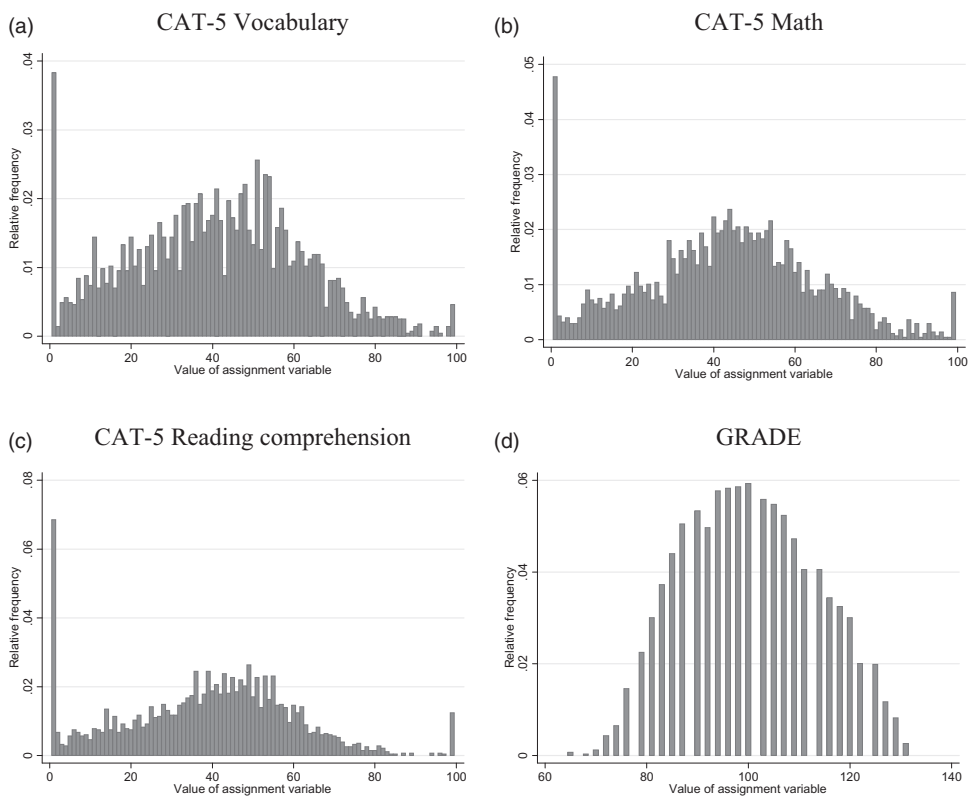 (a) CAT-5 Vocabulary
.04
.03
.02
.01
0
Relative frequency
0 20 40 60 80 100
Value of assignment variable
(b) CAT-5 Math
.05
.04
.03
.02
.01
0
Relative frequency
0 20 40 60 80 100
Value of assignment variable
(c) CAT-5 Reading comprehension
.08
.06
.04
.02
0
Relative frequency
0 20 40 60 80 100
Value of assignment variable
(d) GRADE
.06
.04
.02
0
Relative frequency
60 80 100 120 140
Value of assignment variable